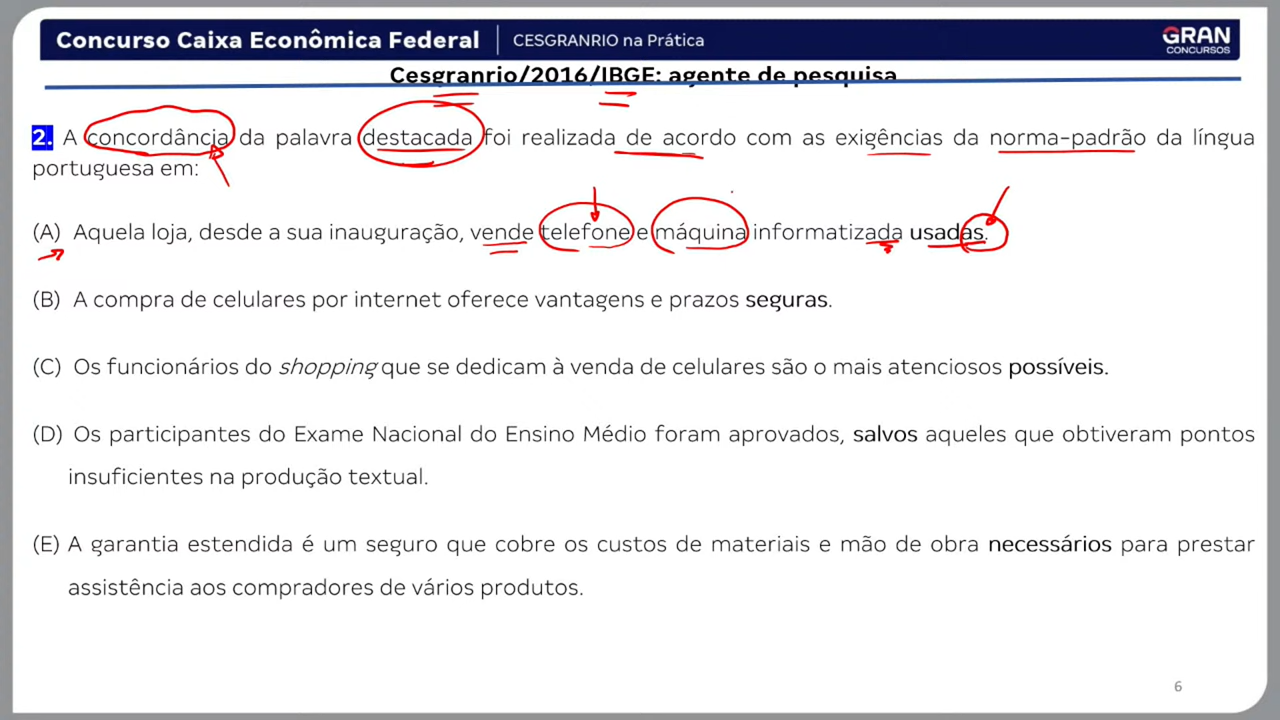 Concurso Caixa Econômica Federal | CESGRANRIO na Prática
GRAN
CONCURSOS
Cesgranrio/2016/IBGE: agente de pesquisa
2. A concordância da palavra destacada foi realizada de acordo com as exigências da norma-padrão da língua
portuguesa em:
(A) Aquela loja, desde a sua inauguração, vende telefone e máquina informatizada usadas.
(B) A compra de celulares por internet oferece vantagens e prazos seguras.
(C) Os funcionários do shopping que se dedicam à venda de celulares são o mais atenciosos possíveis.
(D) Os participantes do Exame Nacional do Ensino Médio foram aprovados, salvos aqueles que obtiveram pontos
insuficientes na produção textual.
(E) A garantia estendida é um seguro que cobre os custos de materiais e mão de obra necessários para prestar
assistência aos compradores de vários produtos.
6